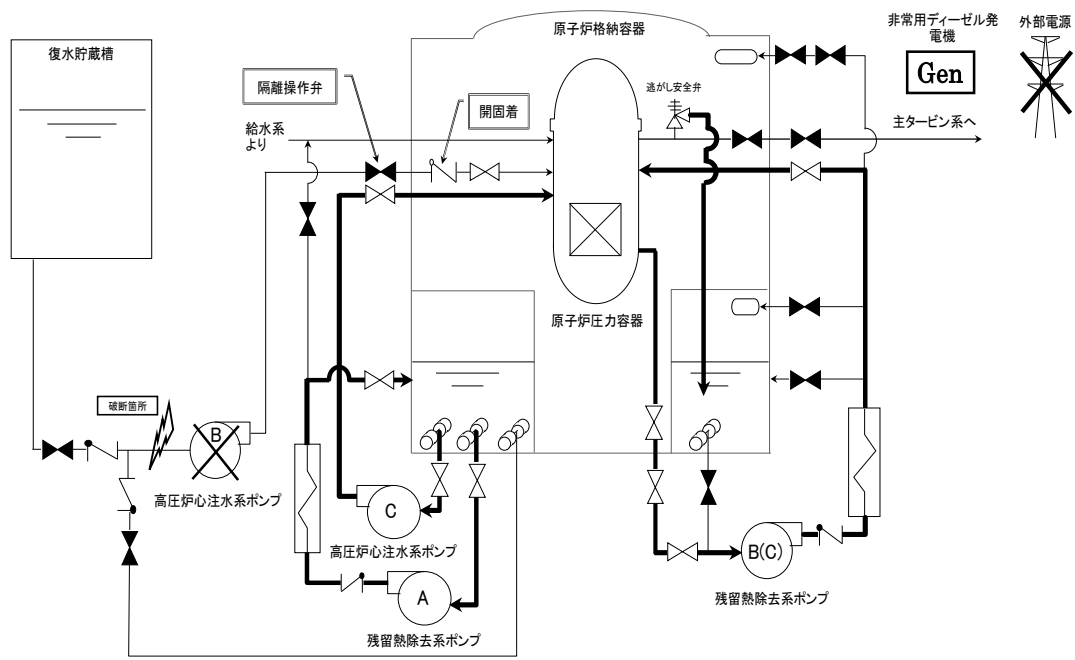 復水貯蔵槽
原子炉格納容器
非常用ディーゼル発
電機
外部電源
Gen
隔離操作弁
開固着
逃がし安全弁
給水系
より
主タービン系へ
原子炉圧力容器
破断箇所
B
高圧炉心注水系ポンプ
C
高圧炉心注水系ポンプ
B(C)
残留熱除去系ポンプ
A
残留熱除去系ポンプ